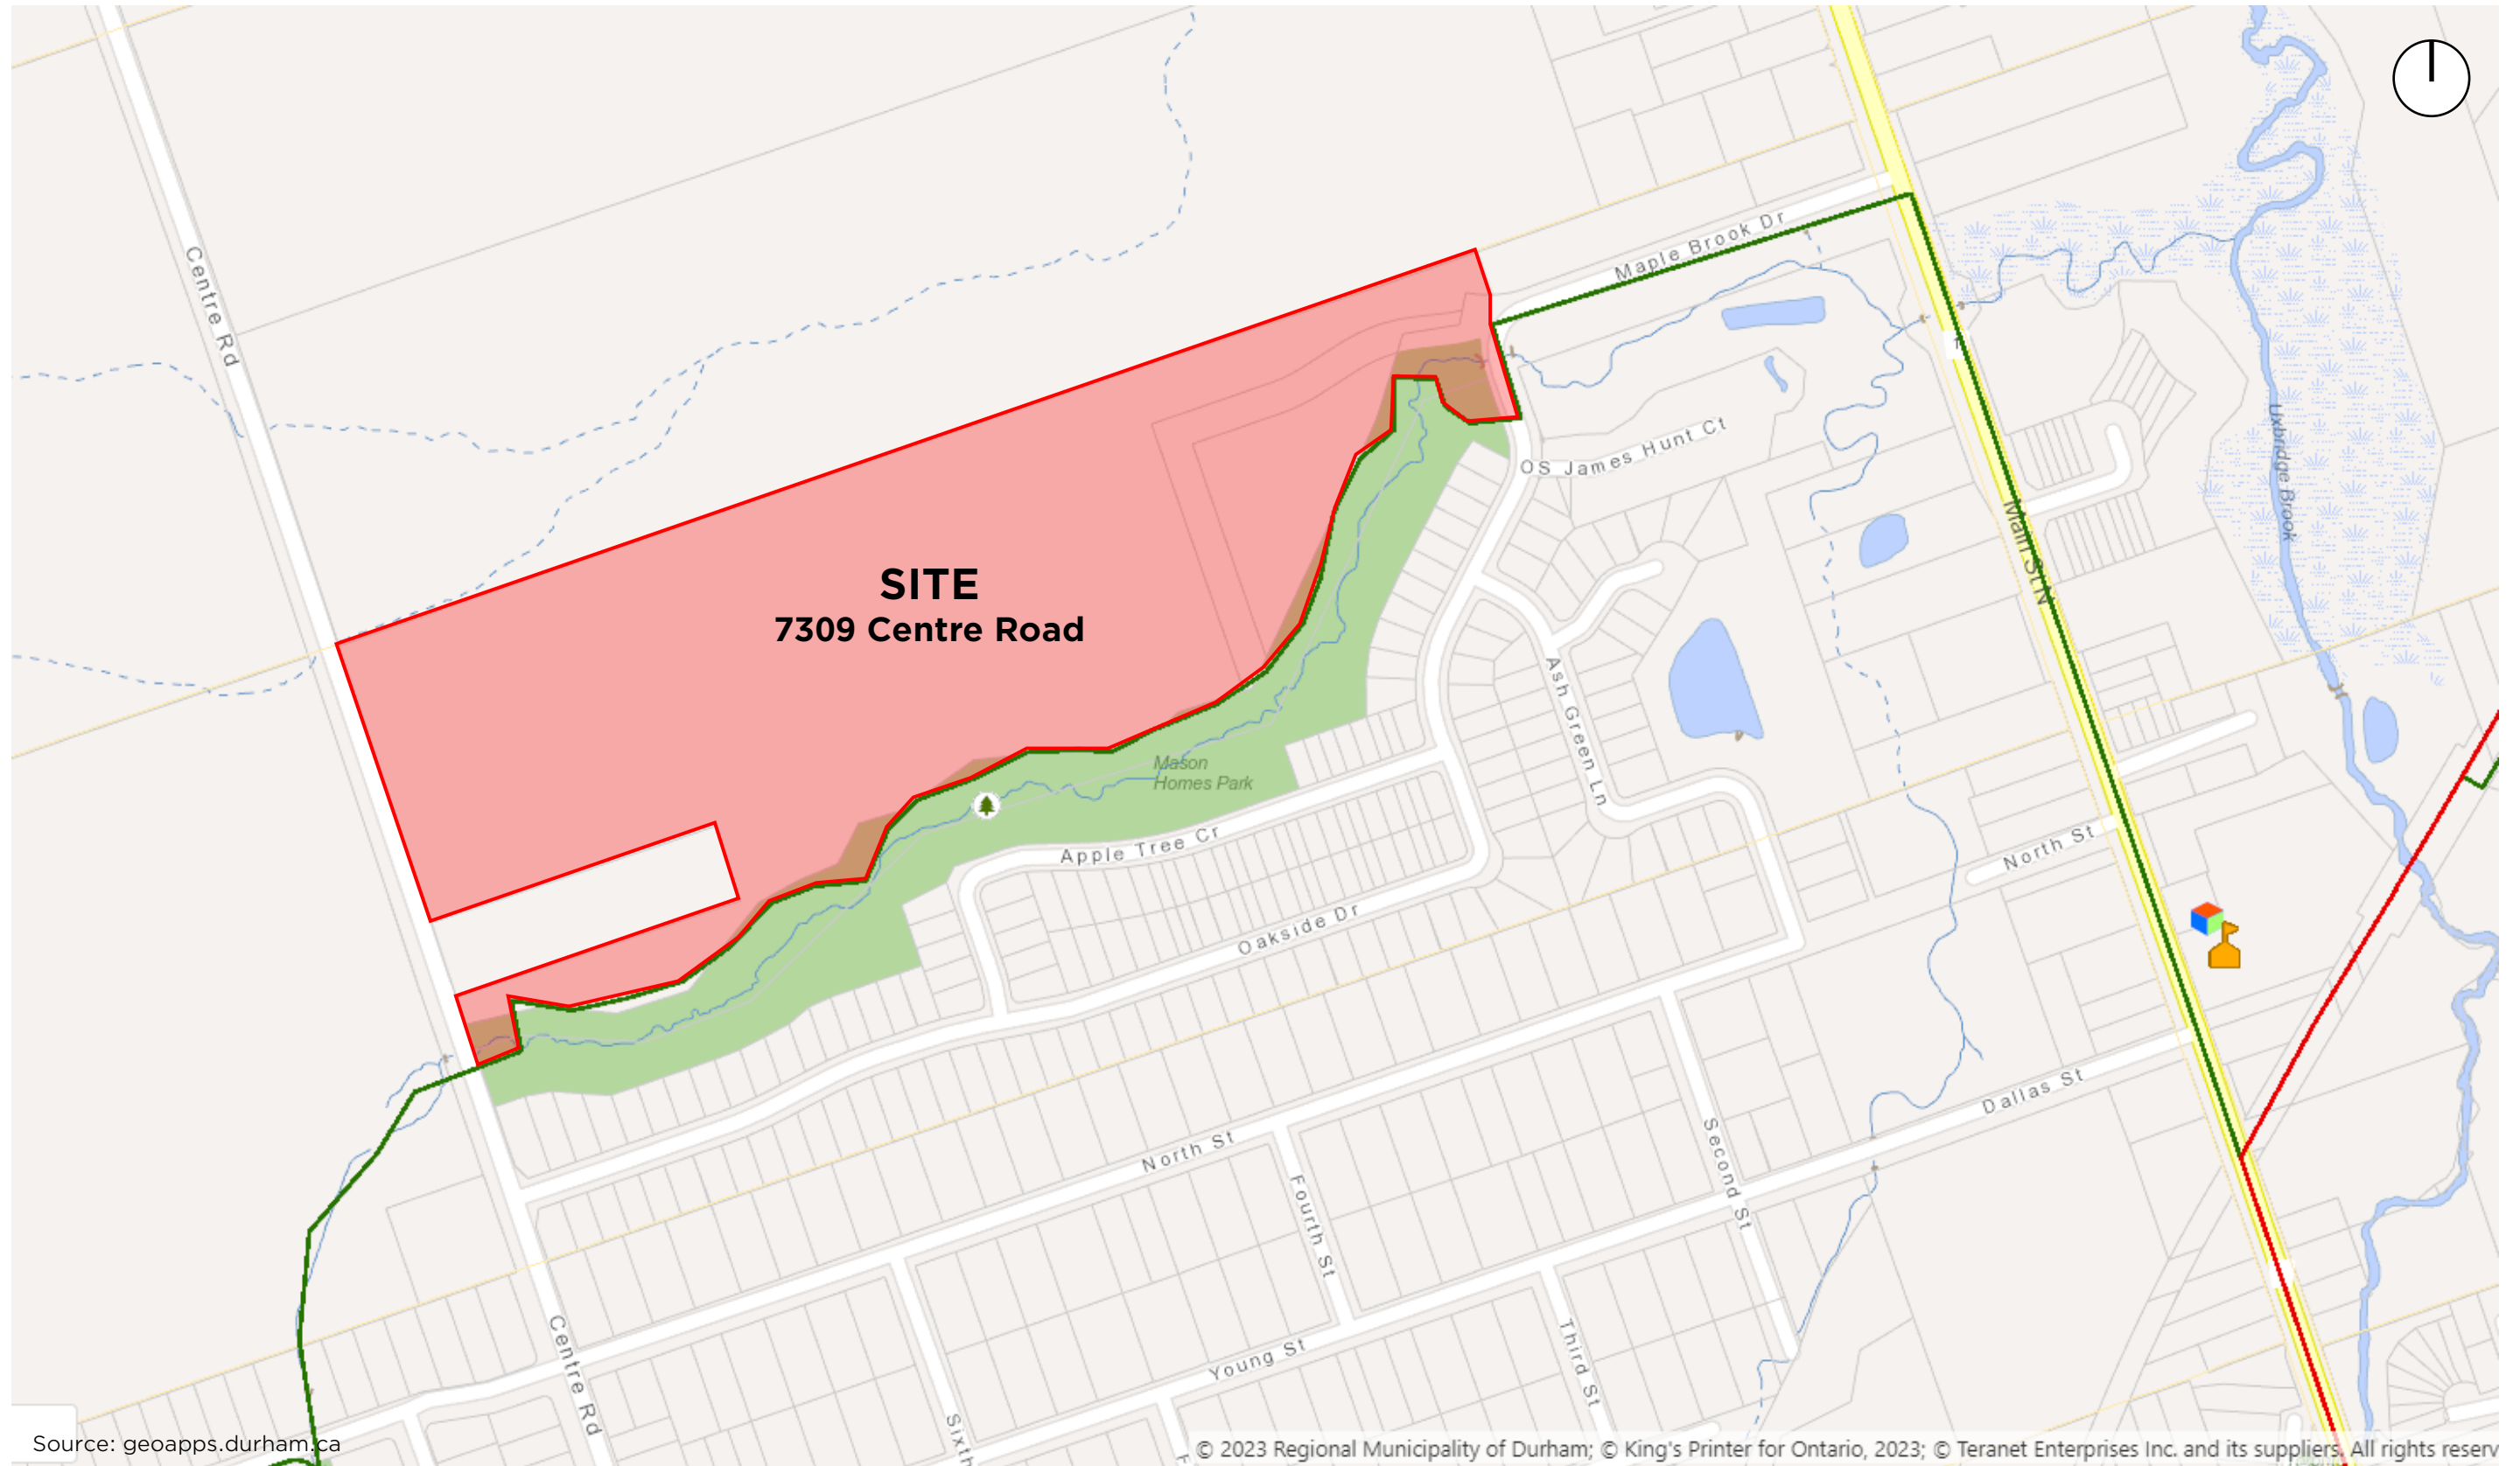 Centre Rd
Maple Brook Dr
OS James Hunt Ct
Uxbridge Brook
Main St N
SITE
7309 Centre Road
Ash Green Ln
Mason
Homes Park
Apple Tree Cr
North St
Oakside Dr
Dallas St
Second St
North St
Fourth St
Centre Rd
Young St
Third St
Sixth
F
Source: geoapps.durham.ca
© 2023 Regional Municipality of Durham; © King's Printer for Ontario, 2023; © Teranet Enterprises Inc. and its suppliers. All rights reserv